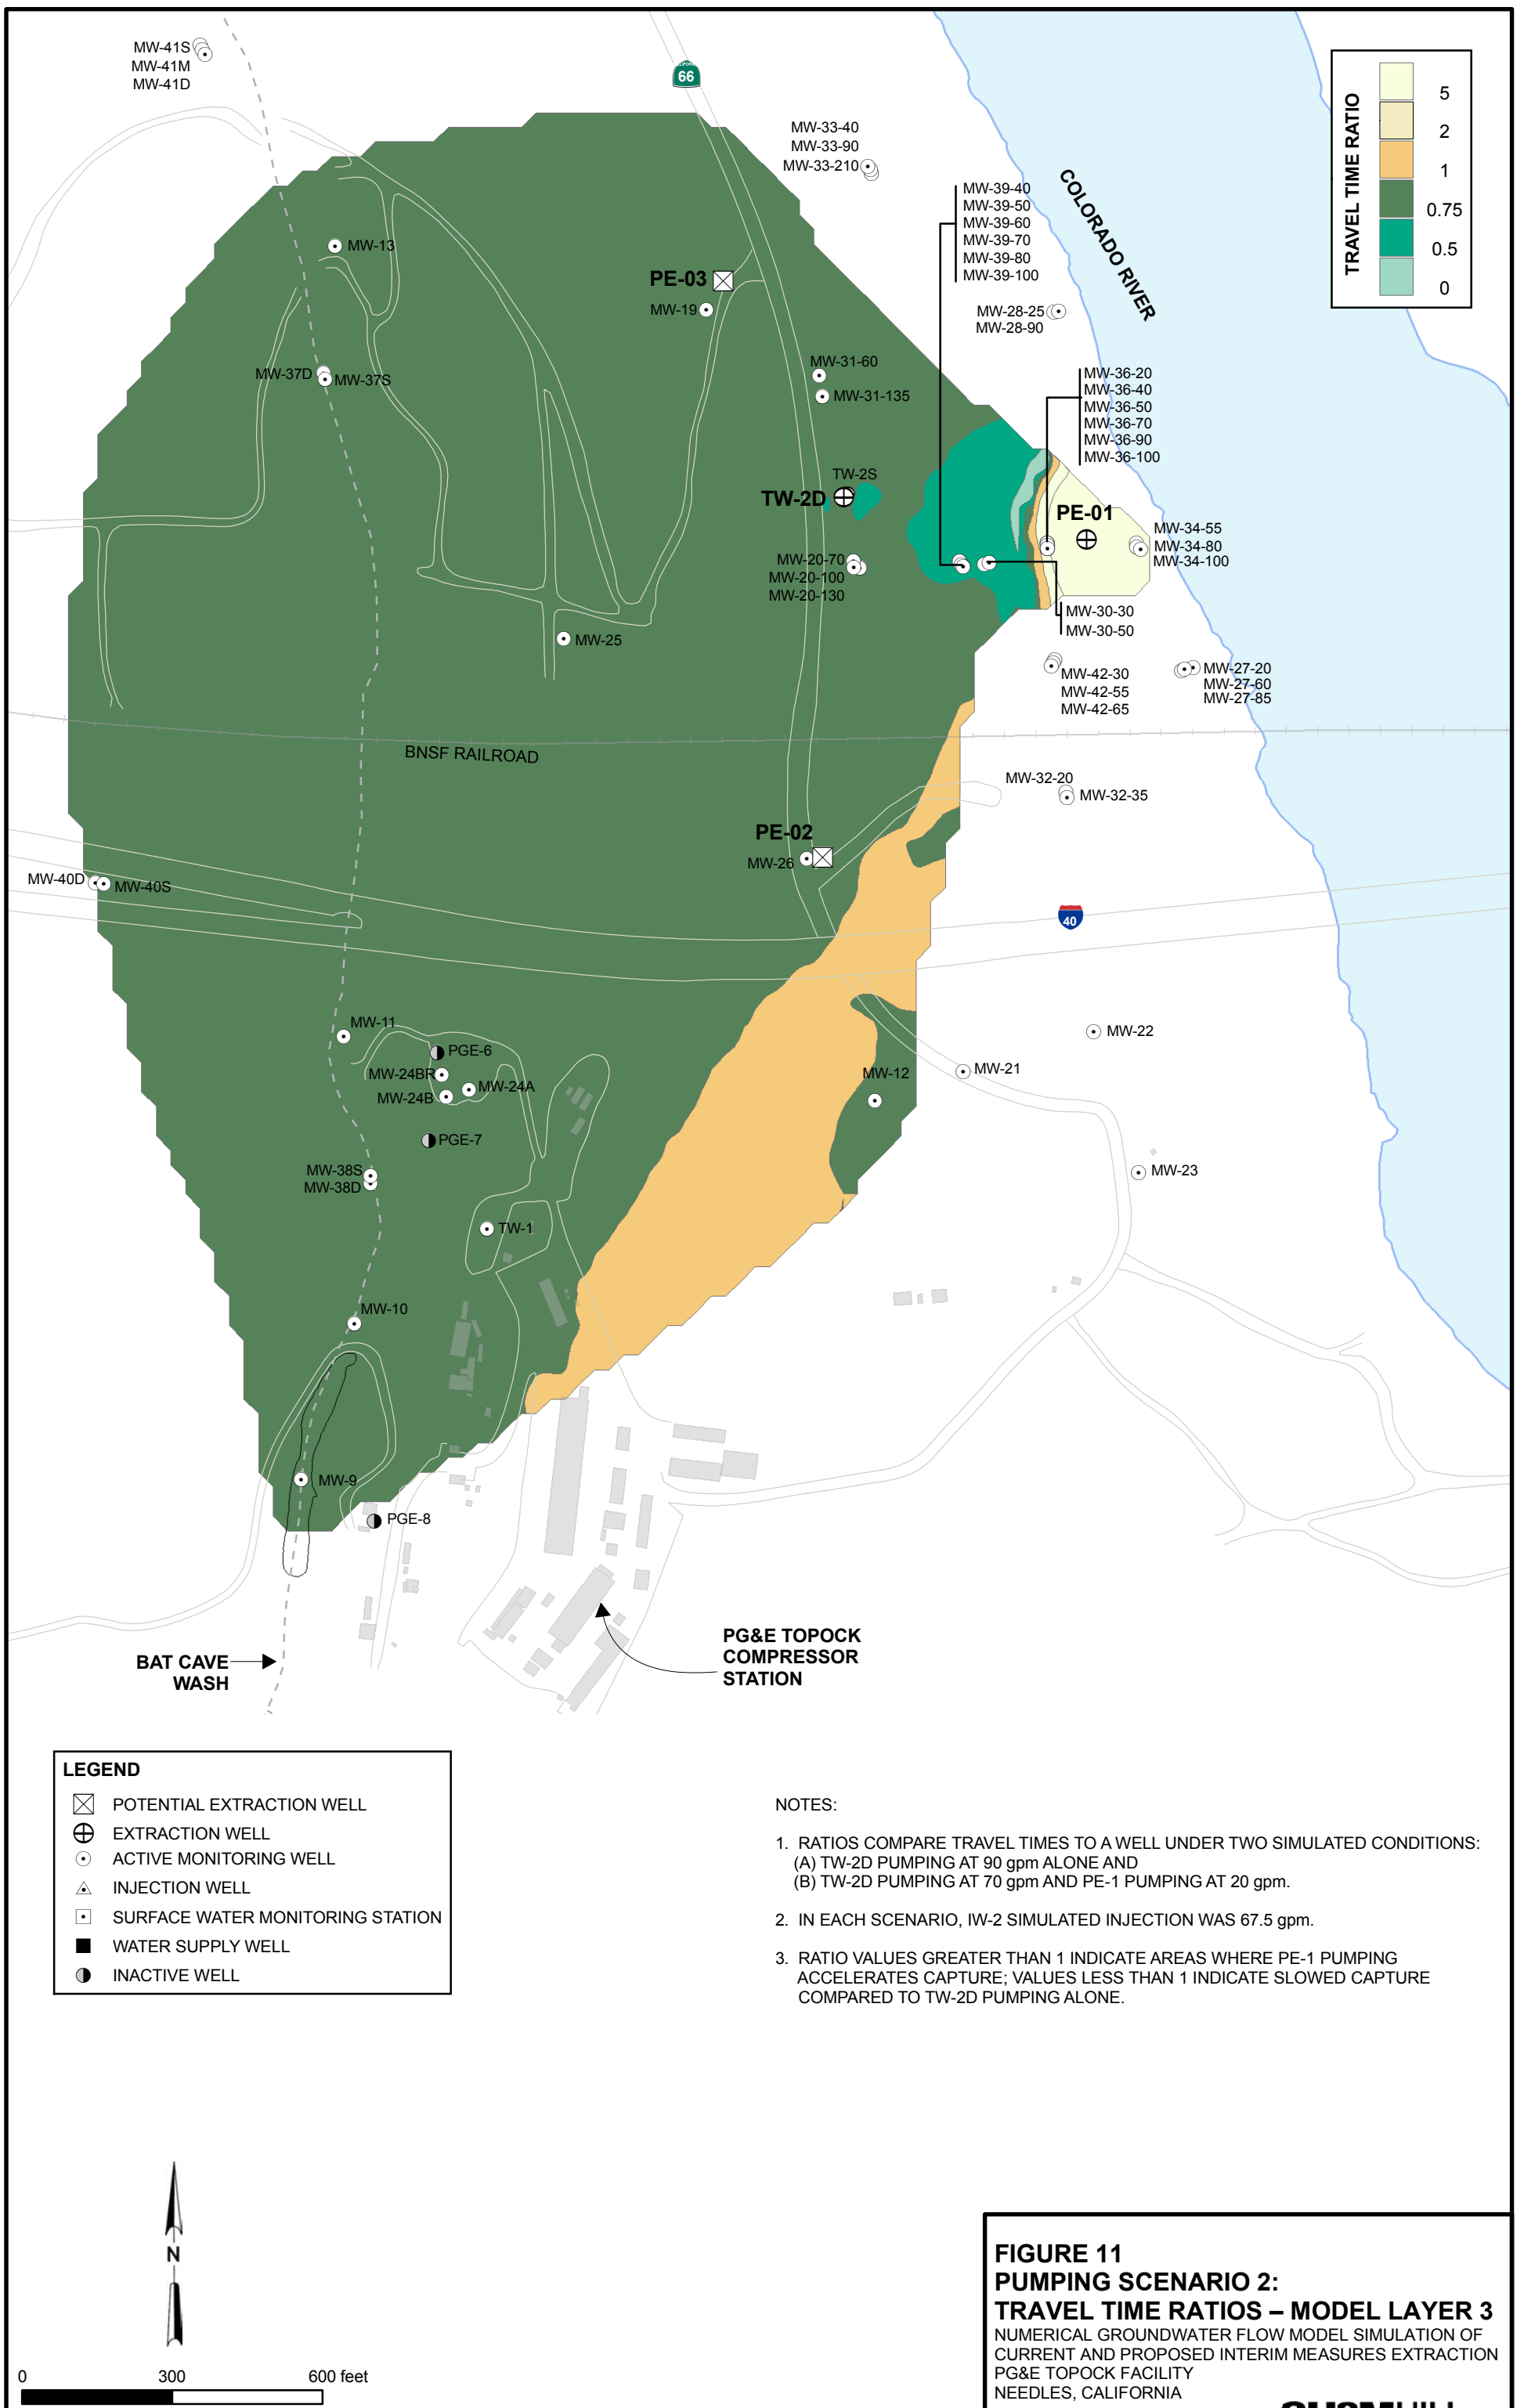 MW-41S
MW-41M
MW-41D
66
MW-33-40
MW-33-90
MW-33-210
TRAVEL TIME RATIO
5
2
1
0.75
0.5
0
COLORADO RIVER
MW-39-40
MW-39-50
MW-39-60
MW-39-70
MW-39-80
MW-39-100
MW-13
PE-03
MW-19
MW-28-25
MW-28-90
MW-37D
MW-37S
MW-31-60
MW-31-135
MW-36-20
MW-36-40
MW-36-50
MW-36-70
MW-36-90
MW-36-100
TW-2S
TW-2D
PE-01
MW-34-55
MW-34-80
MW-34-100
MW-20-70
MW-20-100
MW-20-130
MW-30-30
MW-30-50
MW-25
MW-42-30
MW-42-55
MW-42-65
MW-27-20
MW-27-60
MW-27-85
BNSF RAILROAD
MW-32-20
MW-32-35
PE-02
MW-26
MW-40D
MW-40S
40
MW-11
MW-22
PGE-6
MW-24BR
MW-24A
MW-24B
MW-12
MW-21
PGE-7
MW-38S
MW-38D
MW-23
TW-1
MW-10
MW-9
PGE-8
BAT CAVE
WASH
PG&E TOPOCK
COMPRESSOR
STATION
LEGEND
POTENTIAL EXTRACTION WELL
EXTRACTION WELL
ACTIVE MONITORING WELL
INJECTION WELL
SURFACE WATER MONITORING STATION
WATER SUPPLY WELL
INACTIVE WELL
NOTES:
1. RATIOS COMPARE TRAVEL TIMES TO A WELL UNDER TWO SIMULATED CONDITIONS:
(A) TW-2D PUMPING AT 90 gpm ALONE AND
(B) TW-2D PUMPING AT 70 gpm AND PE-1 PUMPING AT 20 gpm.
2. IN EACH SCENARIO, IW-2 SIMULATED INJECTION WAS 67.5 gpm.
3. RATIO VALUES GREATER THAN 1 INDICATE AREAS WHERE PE-1 PUMPING
ACCELERATES CAPTURE; VALUES LESS THAN 1 INDICATE SLOWED CAPTURE
COMPARED TO TW-2D PUMPING ALONE.
N
0 300 600 feet
FIGURE 11
PUMPING SCENARIO 2:
TRAVEL TIME RATIOS – MODEL LAYER 3
NUMERICAL GROUNDWATER FLOW MODEL SIMULATION OF
CURRENT AND PROPOSED INTERIM MEASURES EXTRACTION
PG&E TOPOCK FACILITY
NEEDLES, CALIFORNIA